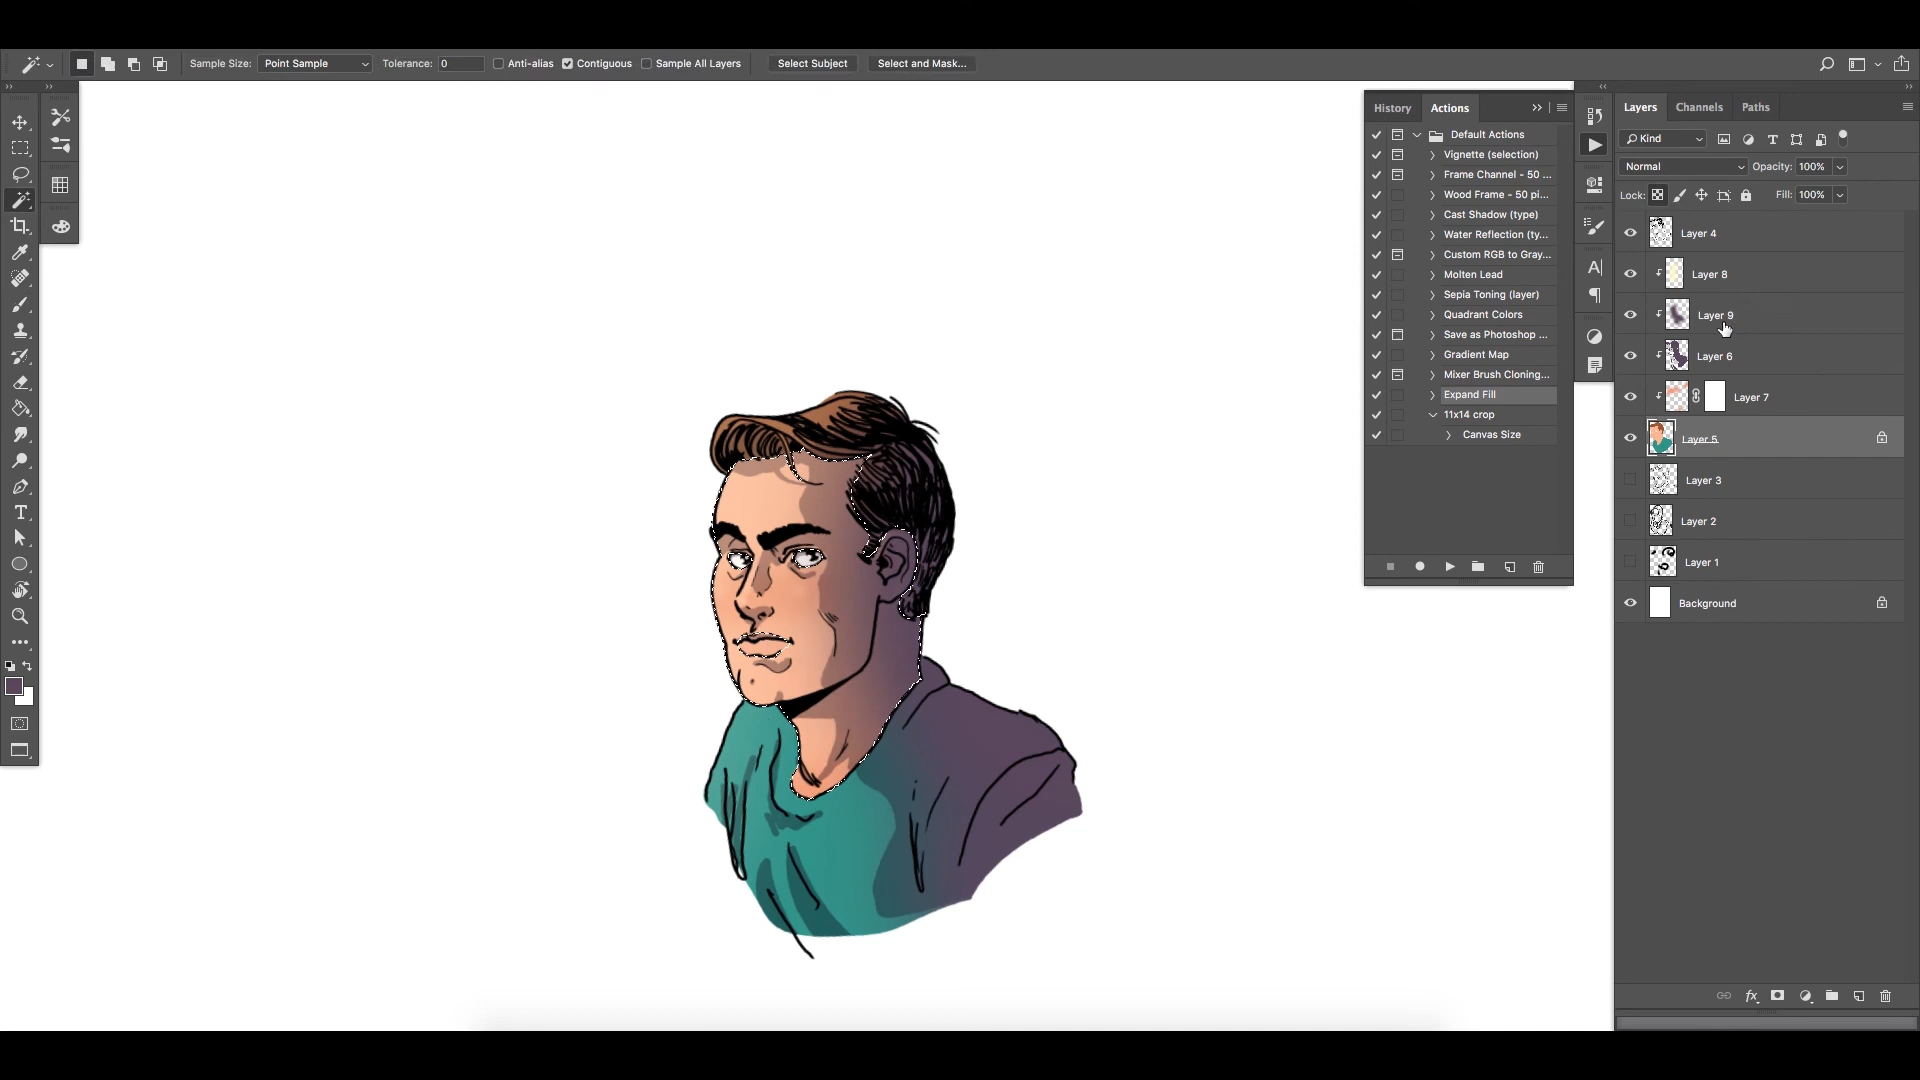 Sample Size: Point Sample Tolerance: 0 Anti-alias Contiguous Sample All Layers Select Subject Select and Mask...
History Actions
Default Actions
Vignette (selection)
Frame Channel - 50 ...
Wood Frame - 50 pi...
Cast Shadow (type)
Water Reflection (ty...
Custom RGB to Gray...
Molten Lead
Sepia Toning (layer)
Quadrant Colors
Save as Photoshop ...
Gradient Map
Mixer Brush Cloning...
Expand Fill
11x14 crop
Canvas Size
Layers Channels Paths
Kind
Normal Opacity: 100%
Lock: Fill: 100%
Layer 4
Layer 8
Layer 9
Layer 6
Layer 7
Layer 5
Layer 3
Layer 2
Layer 1
Background